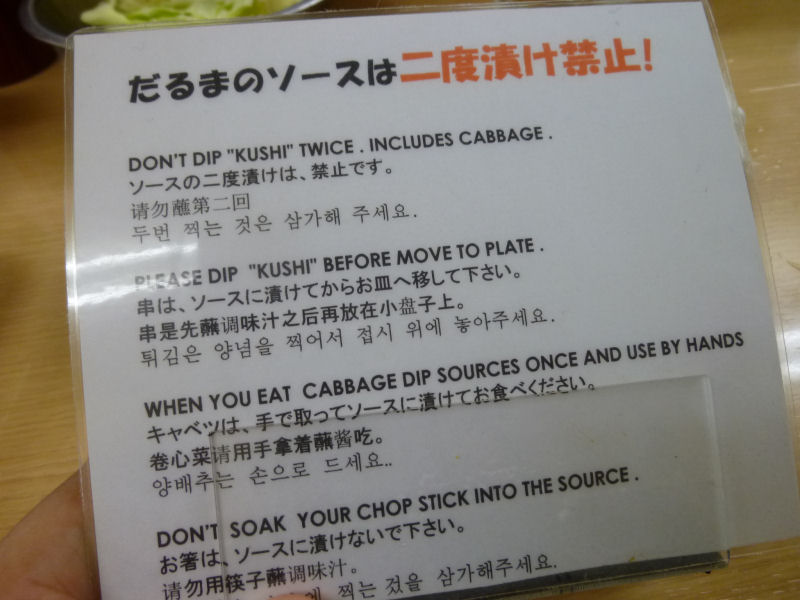 だるまのソースは二度漬け禁止!
DON'T DIP "KUSHI" TWICE . INCLUDES CABBAGE .
ソースの二度漬けは、禁止です。
请勿蘸第二回
두번 찍는 것은 삼가해 주세요.
PLEASE DIP "KUSHI" BEFORE MOVE TO PLATE .
串は、ソースに漬けてからお皿へ移して下さい。
串是先蘸调味汁之后再放在小盘子上。
튀김은 양념을 찍어서 접시 위에 놓아주세요.
WHEN YOU EAT CABBAGE DIP SOURCES ONCE AND USE BY HANDS
キャベツは、手で取ってソースに漬けてお食べください。
卷心菜请用手拿着蘸酱吃。
양배추는 손으로 드세요..
DON'T SOAK YOUR CHOP STICK INTO THE SOURCE .
お箸は、ソースに漬けないで下さい。
请勿用筷子蘸调味汁。
에 찍는 것을 삼가해주세요.